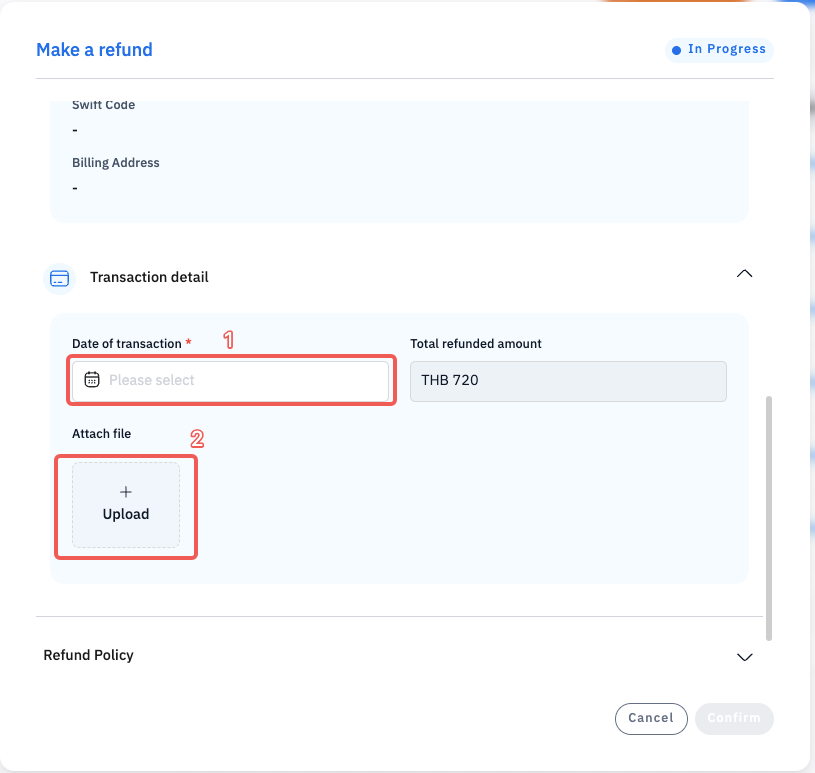 Make a refund
In Progress
Swift Code
-
Billing Address
-
Transaction detail
Date of transaction * 1
Total refunded amount
Please select
THB 720
Attach file 2
+
Upload
Refund Policy
Cancel
Confirm